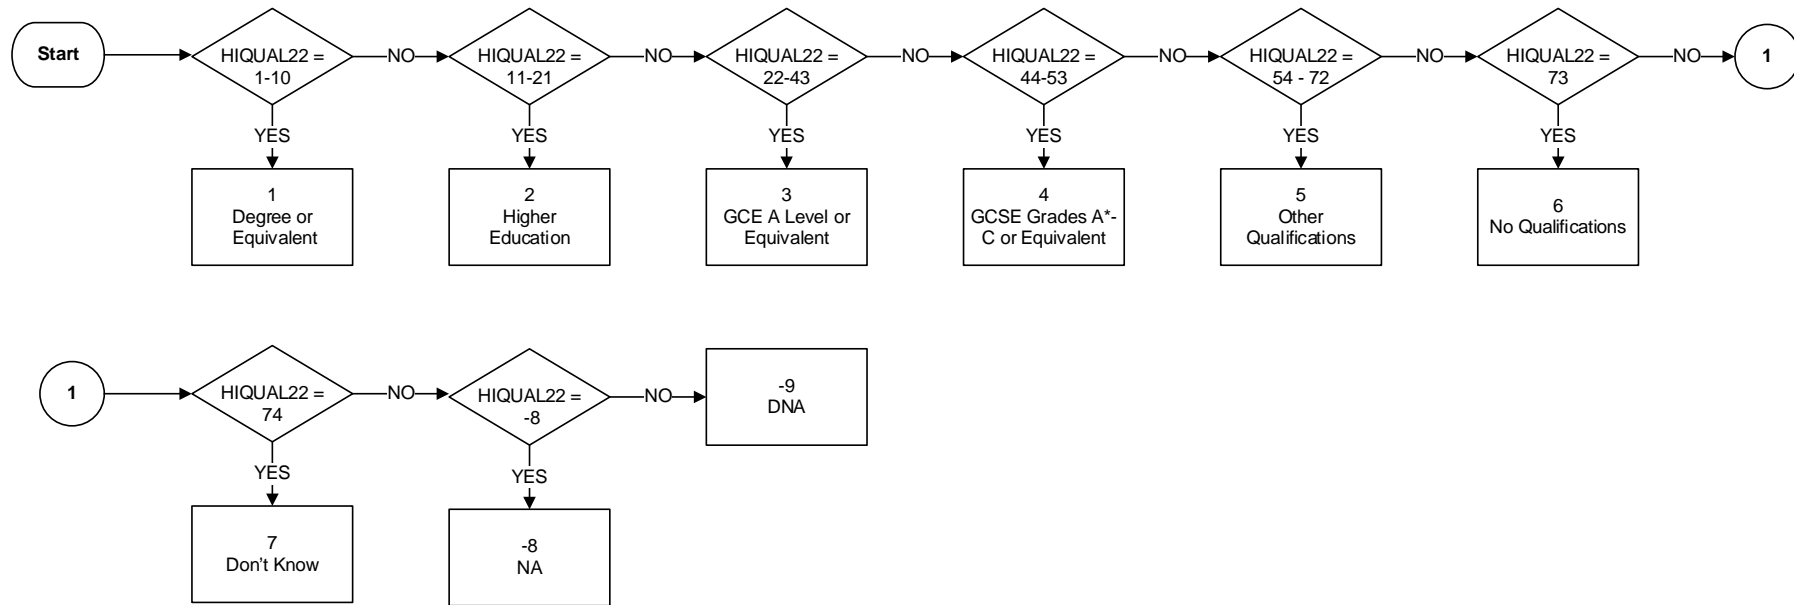 Start
HIQUAL22 =
1-10
NO
HIQUAL22 =
11-21
NO
HIQUAL22 =
22-43
NO
HIQUAL22 =
44-53
NO
HIQUAL22 =
54 - 72
NO
HIQUAL22 =
73
NO
1
YES
YES
YES
YES
YES
YES
1
Degree or
Equivalent
2
Higher
Education
3
GCE A Level or
Equivalent
4
GCSE Grades A*-
C or Equivalent
5
Other
Qualifications
6
No Qualifications
1
HIQUAL22 =
74
NO
HIQUAL22 =
-8
NO
-9
DNA
YES
YES
7
Don't Know
-8
NA